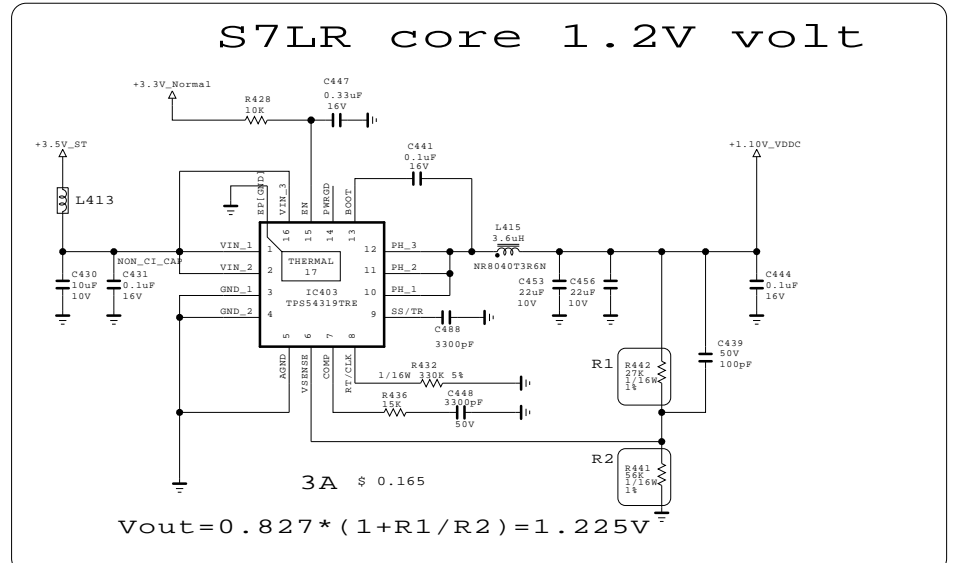 S7LR core 1.2V volt
+3.3V_Normal
R428
10K
C447
0.33uF
16V
+3.5V_ST
L413
C441
0.1uF
16V
+1.10V_VDDC
EP[GND]
VIN_3
EN
PWRGD
BOOT
16
15
14
13
L415
3.6uH
NR8040T3R6N
VIN_1
1
VIN_2
2
GND_1
3
GND_2
4
THERMAL
17
IC403
TPS54319TRE
12
PH_3
11
PH_2
10
PH_1
9
SS/TR
NON_CI_CAP
C430
10uF
10V
C431
0.1uF
16V
C453
22uF
10V
C456
22uF
10V
C444
0.1uF
16V
C488
3300pF
5
6
7
8
AGND
VSENSE
COMP
RT/CLK
R432
1/16W 330K 5%
R436
15K
C448
3300pF
50V
C439
50V
100pF
R1
R442
27K
1/16W
1%
R2
R441
56K
1/16W
1%
3A $ 0.165
Vout=0.827*(1+R1/R2)=1.225V